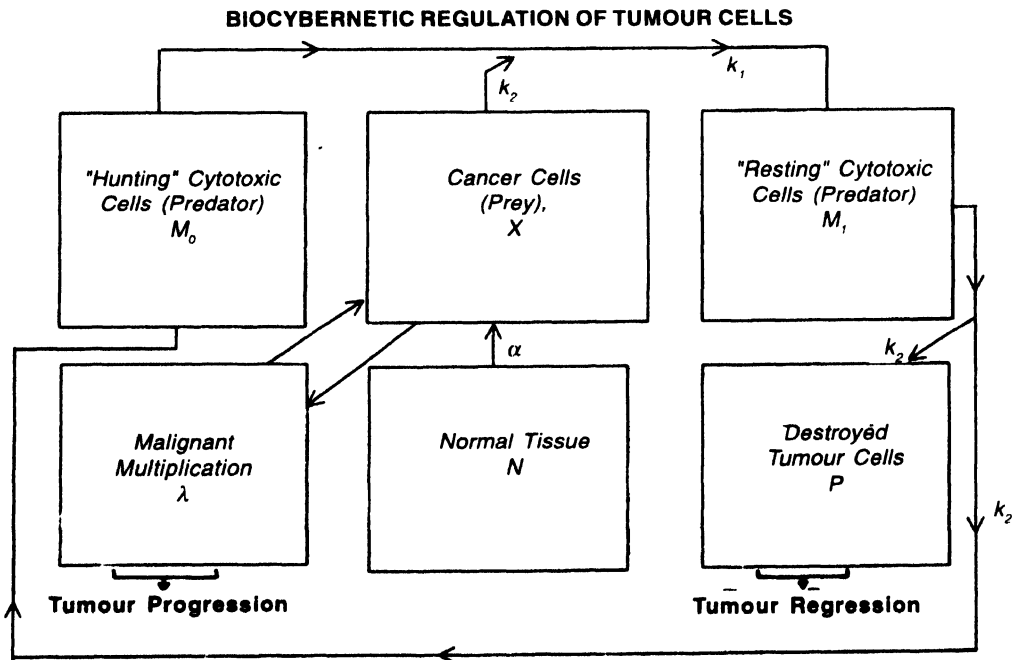 BIOCYBERNETIC REGULATION OF TUMOUR CELLS
k₁
k₂
"Hunting" Cytotoxic
Cells (Predator)
M₀
Cancer Cells
(Prey),
X
"Resting" Cytotoxic
Cells (Predator)
M₁
α
k₂
Malignant
Multiplication
λ
Normal Tissue
N
Destroyed
Tumour Cells
P
k₂
Tumour Progression
Tumour Regression